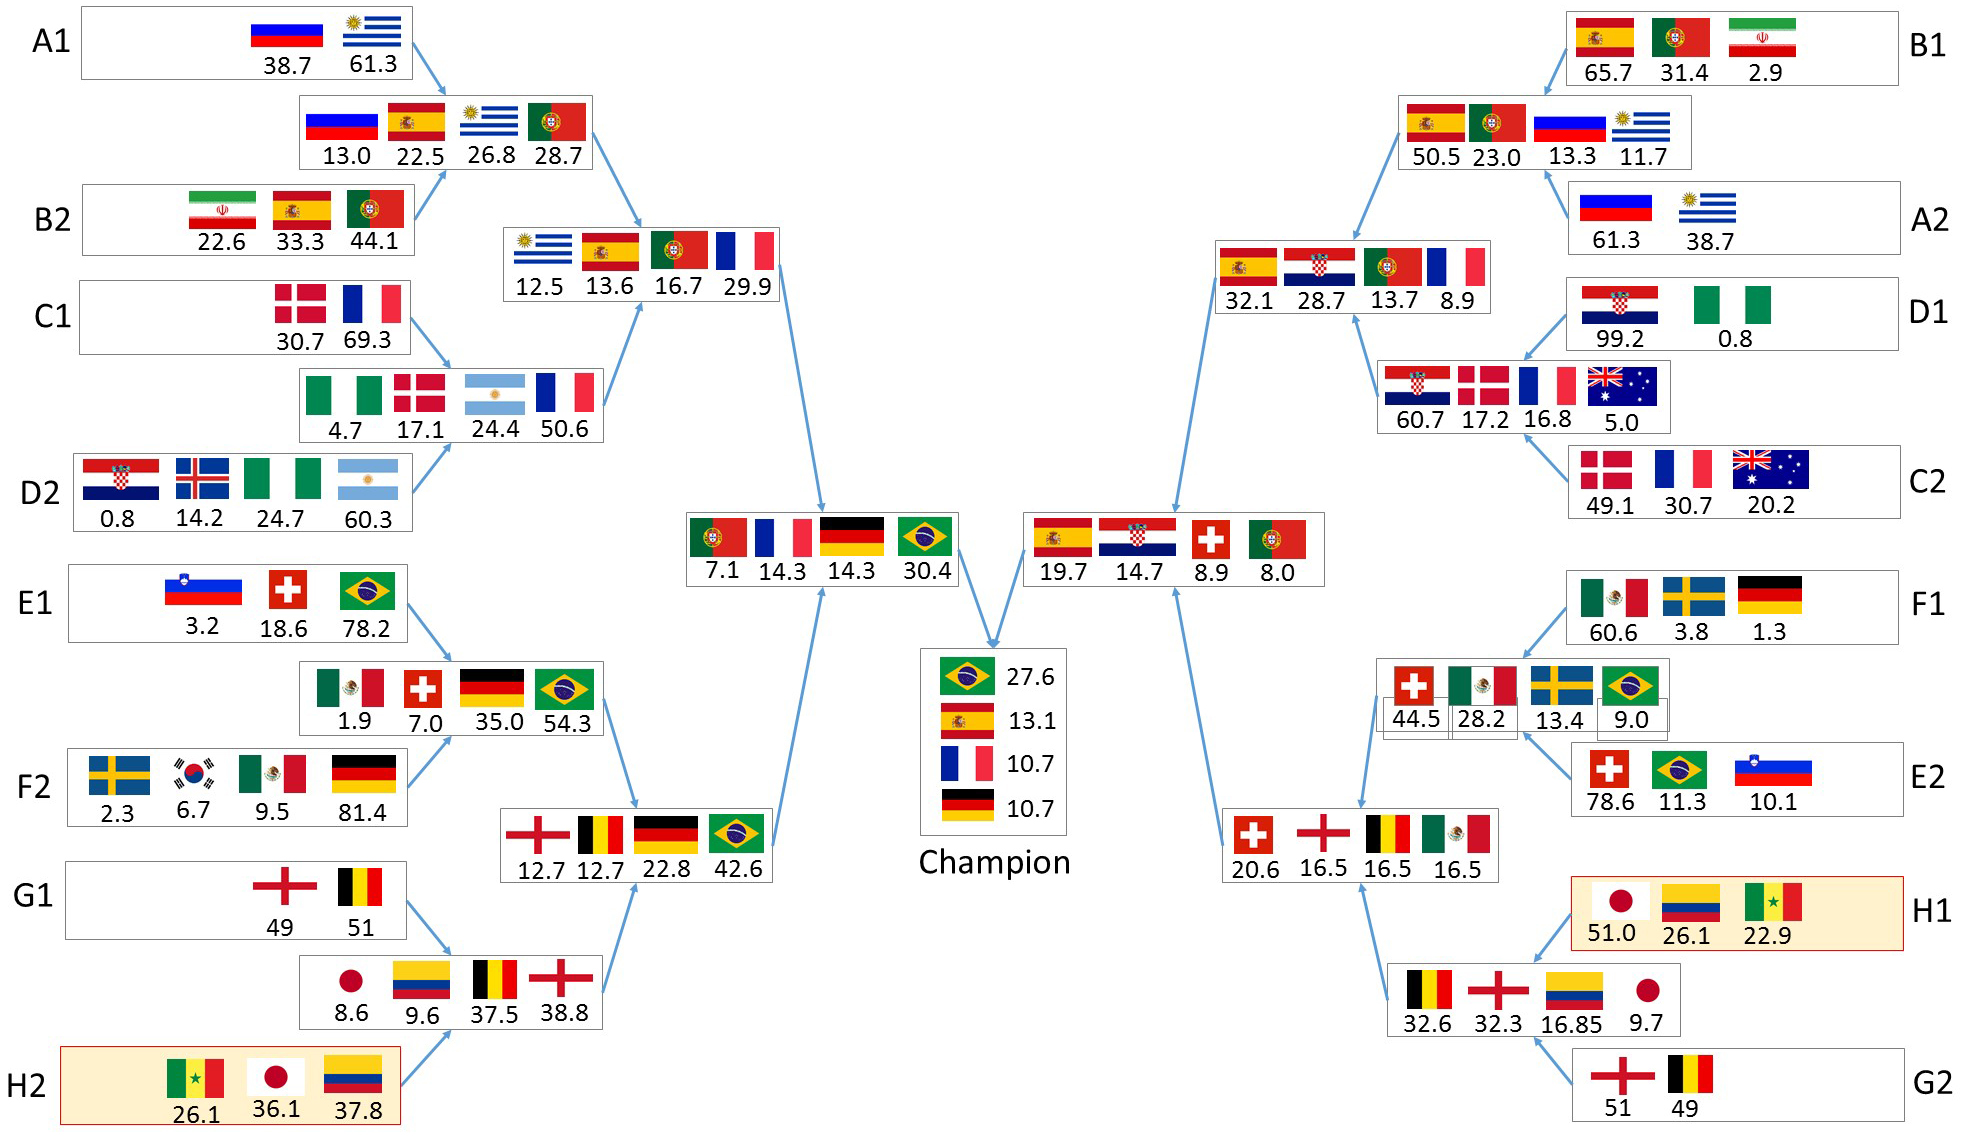 A1
38.7 61.3
13.0 22.5 26.8 28.7
B2
22.6 33.3 44.1
12.5 13.6 16.7 29.9
C1
30.7 69.3
4.7 17.1 24.4 50.6
D2
0.8 14.2 24.7 60.3
7.1 14.3 14.3 30.4
E1
3.2 18.6 78.2
1.9 7.0 35.0 54.3
F2
2.3 6.7 9.5 81.4
12.7 12.7 22.8 42.6
G1
49 51
8.6 9.6 37.5 38.8
H2
26.1 36.1 37.8
27.6
13.1
10.7
10.7
Champion
B1
65.7 31.4 2.9
50.5 23.0 13.3 11.7
A2
61.3 38.7
32.1 28.7 13.7 8.9
D1
99.2 0.8
60.7 17.2 16.8 5.0
C2
49.1 30.7 20.2
19.7 14.7 8.9 8.0
F1
60.6 3.8 1.3
44.5 28.2 13.4 9.0
E2
78.6 11.3 10.1
20.6 16.5 16.5 16.5
H1
51.0 26.1 22.9
32.6 32.3 16.85 9.7
G2
51 49